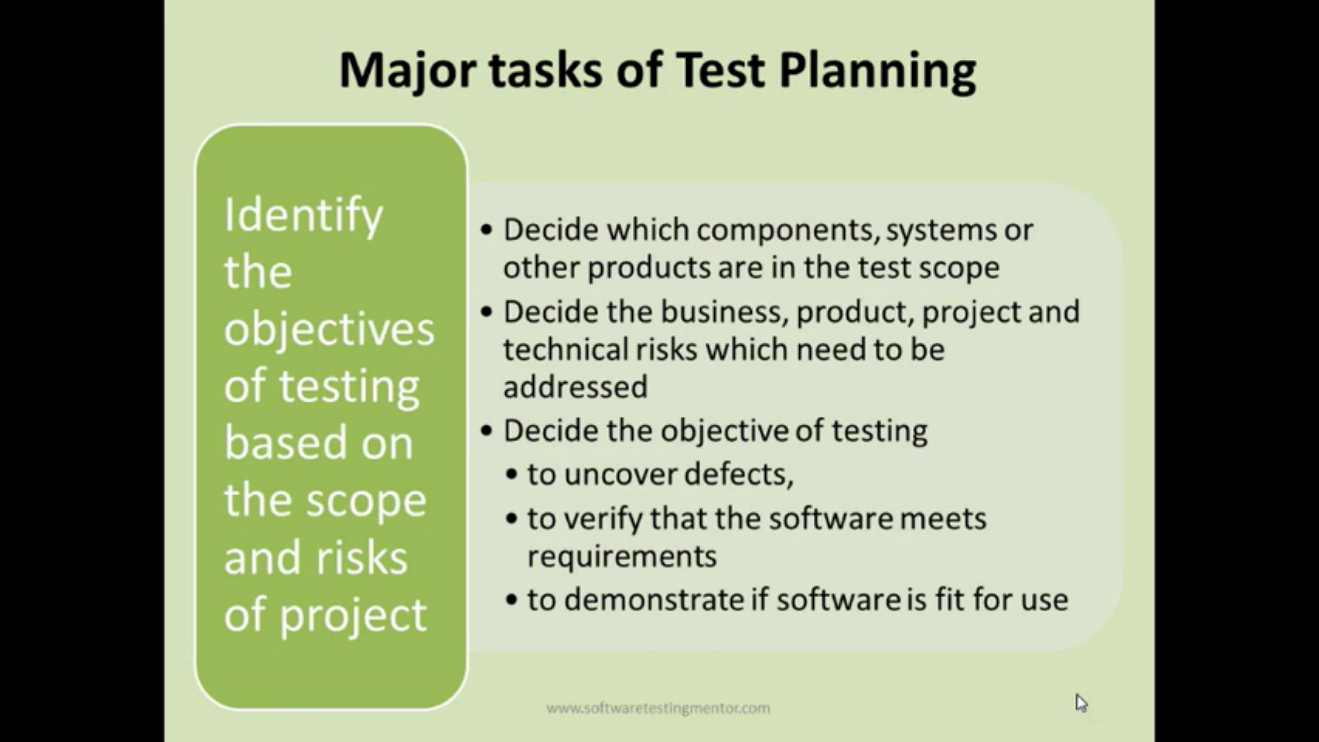 Major tasks of Test Planning
Identify
the
objectives
of testing
based on
the scope
and risks
of project
• Decide which components, systems or
other products are in the test scope
• Decide the business, product, project and
technical risks which need to be
addressed
• Decide the objective of testing
• to uncover defects,
• to verify that the software meets
requirements
• to demonstrate if software is fit for use
www.softwaretestingmentor.com